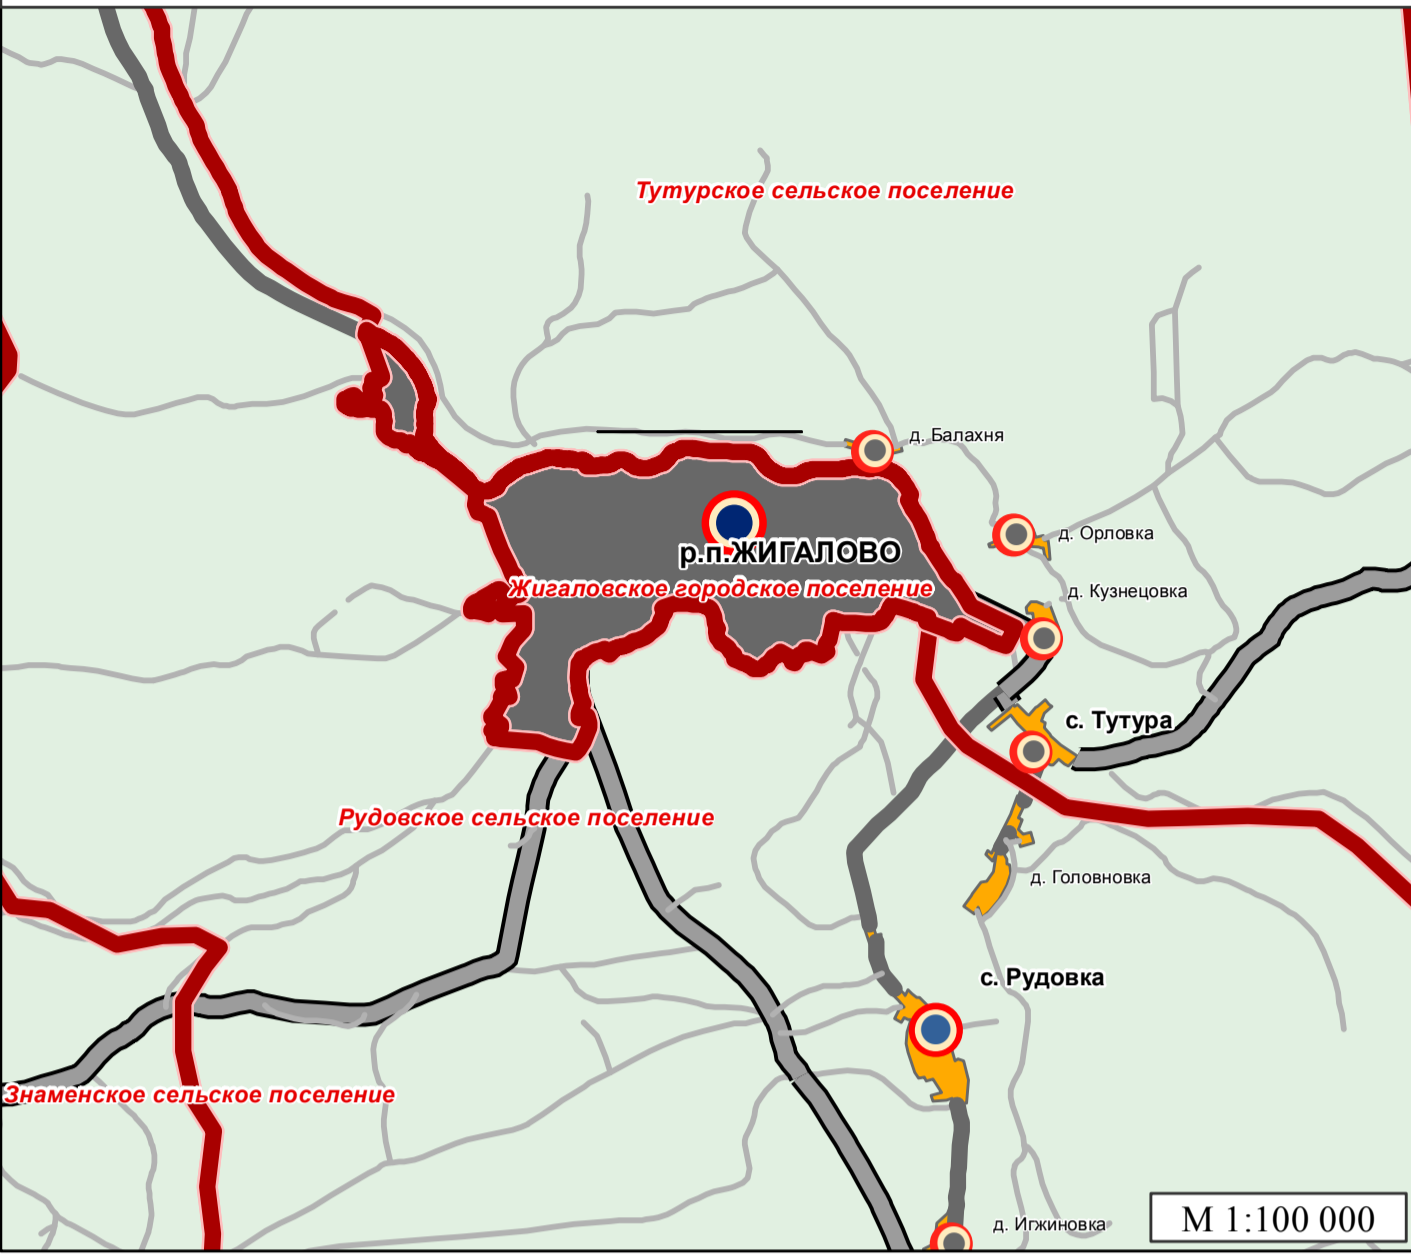 Тутурское сельское поселение
д. Балахня
д. Орловка
р.п.ЖИГАЛОВО
Жигаловское городское поселение
д. Кузнецовка
с. Тутура
Рудовское сельское поселение
д. Головновка
с. Рудовка
Знаменское сельское поселение
д. Игжиновка
М 1:100 000